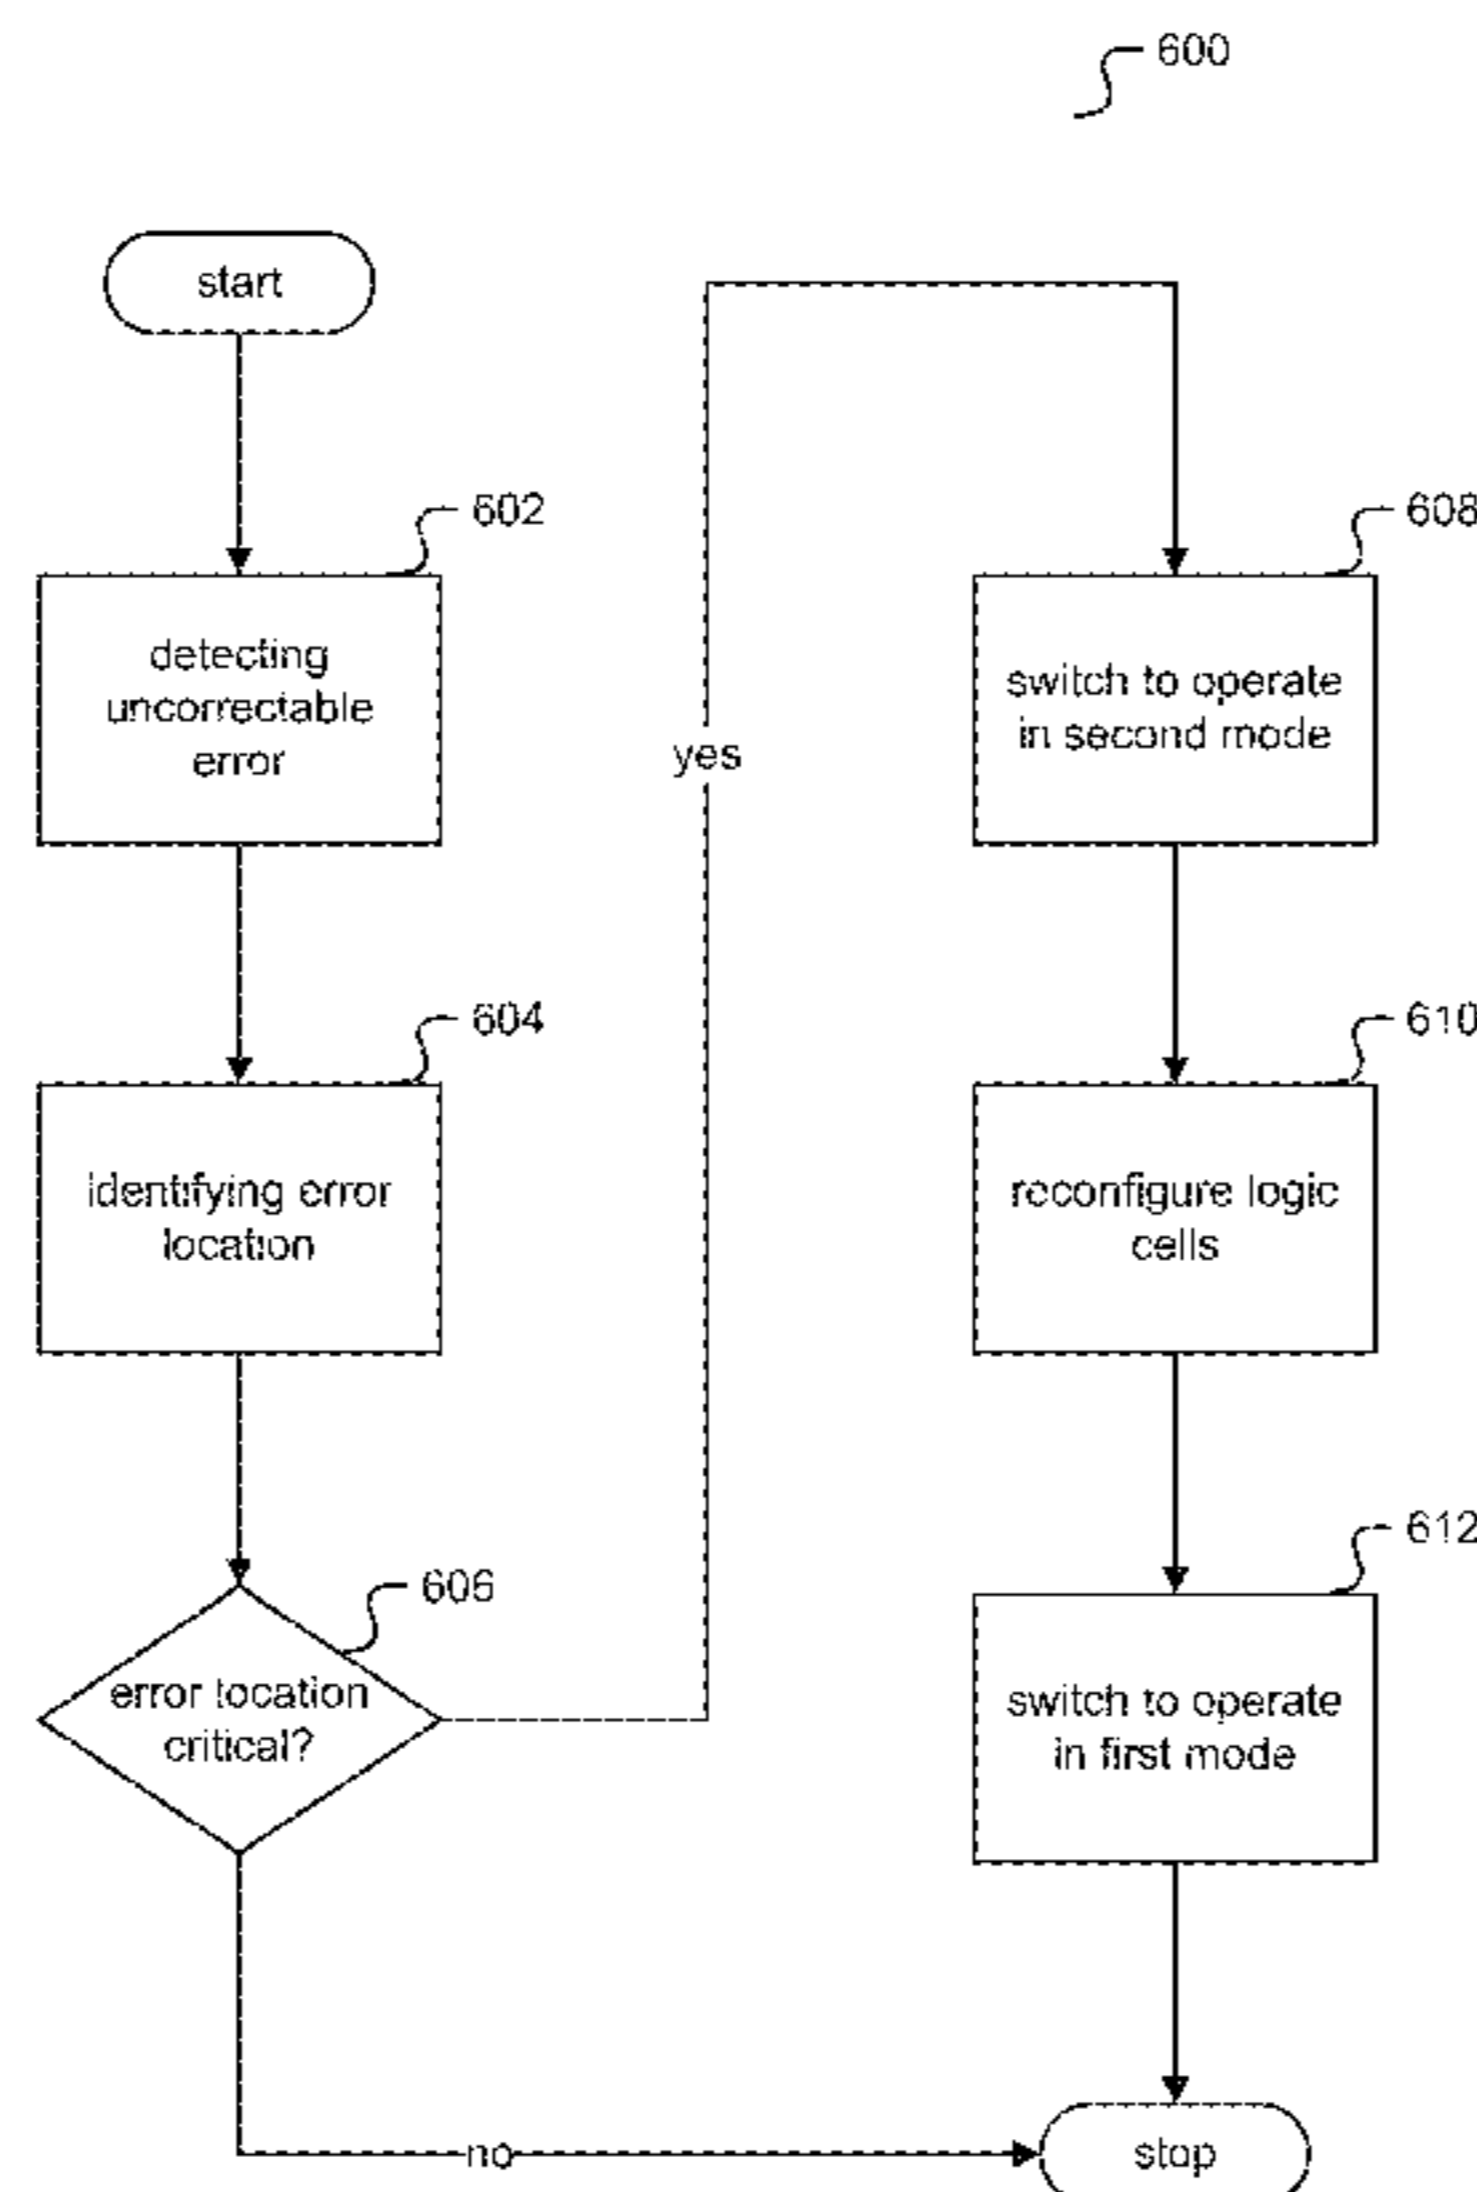 600
start
602
detecting
uncorrectable
error
604
identifying error
location
606
error location
critical?
yes
no
608
switch to operate
in second mode
610
reconfigure logic
cells
612
switch to operate
in first mode
stop